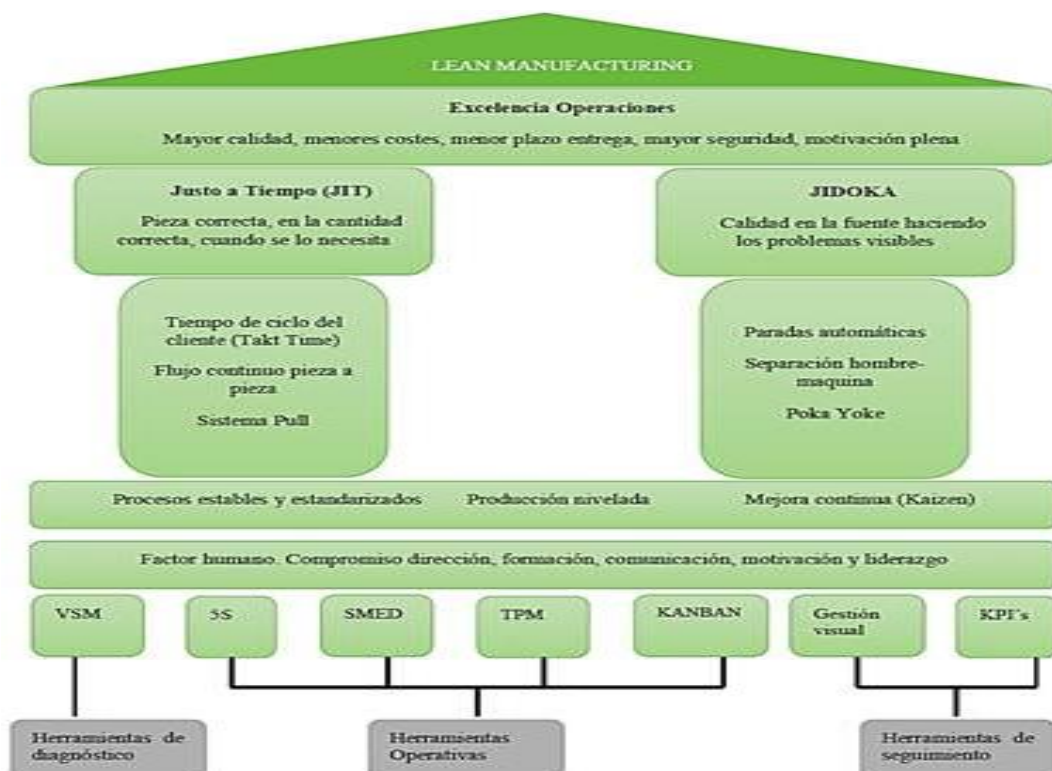 LEAN MANUFACTURING
Excelencia Operaciones
Mayor calidad, menores costes, menor plazo entrega, mayor seguridad, motivación plena
Justo a Tiempo (JIT)
Pieza correcta, en la cantidad
correcta, cuando se lo necesita
JIDOKA
Calidad en la fuente haciendo
los problemas visibles
Tiempo de ciclo del
cliente (Takt Time)
Flujo continuo pieza a
pieza
Sistema Pull
Paradas automáticas
Separación hombre-
maquina
Poka Yoke
Procesos estables y estandarizados Producción nivelada Mejora continua (Kaizen)
Factor humano. Compromiso dirección, formación, comunicación, motivación y liderazgo
VSM
5S
SMED
TPM
KANBAN
Gestión
visual
KPI´s
Herramientas de
diagnóstico
Herramientas
Operativas
Herramientas de
seguimiento